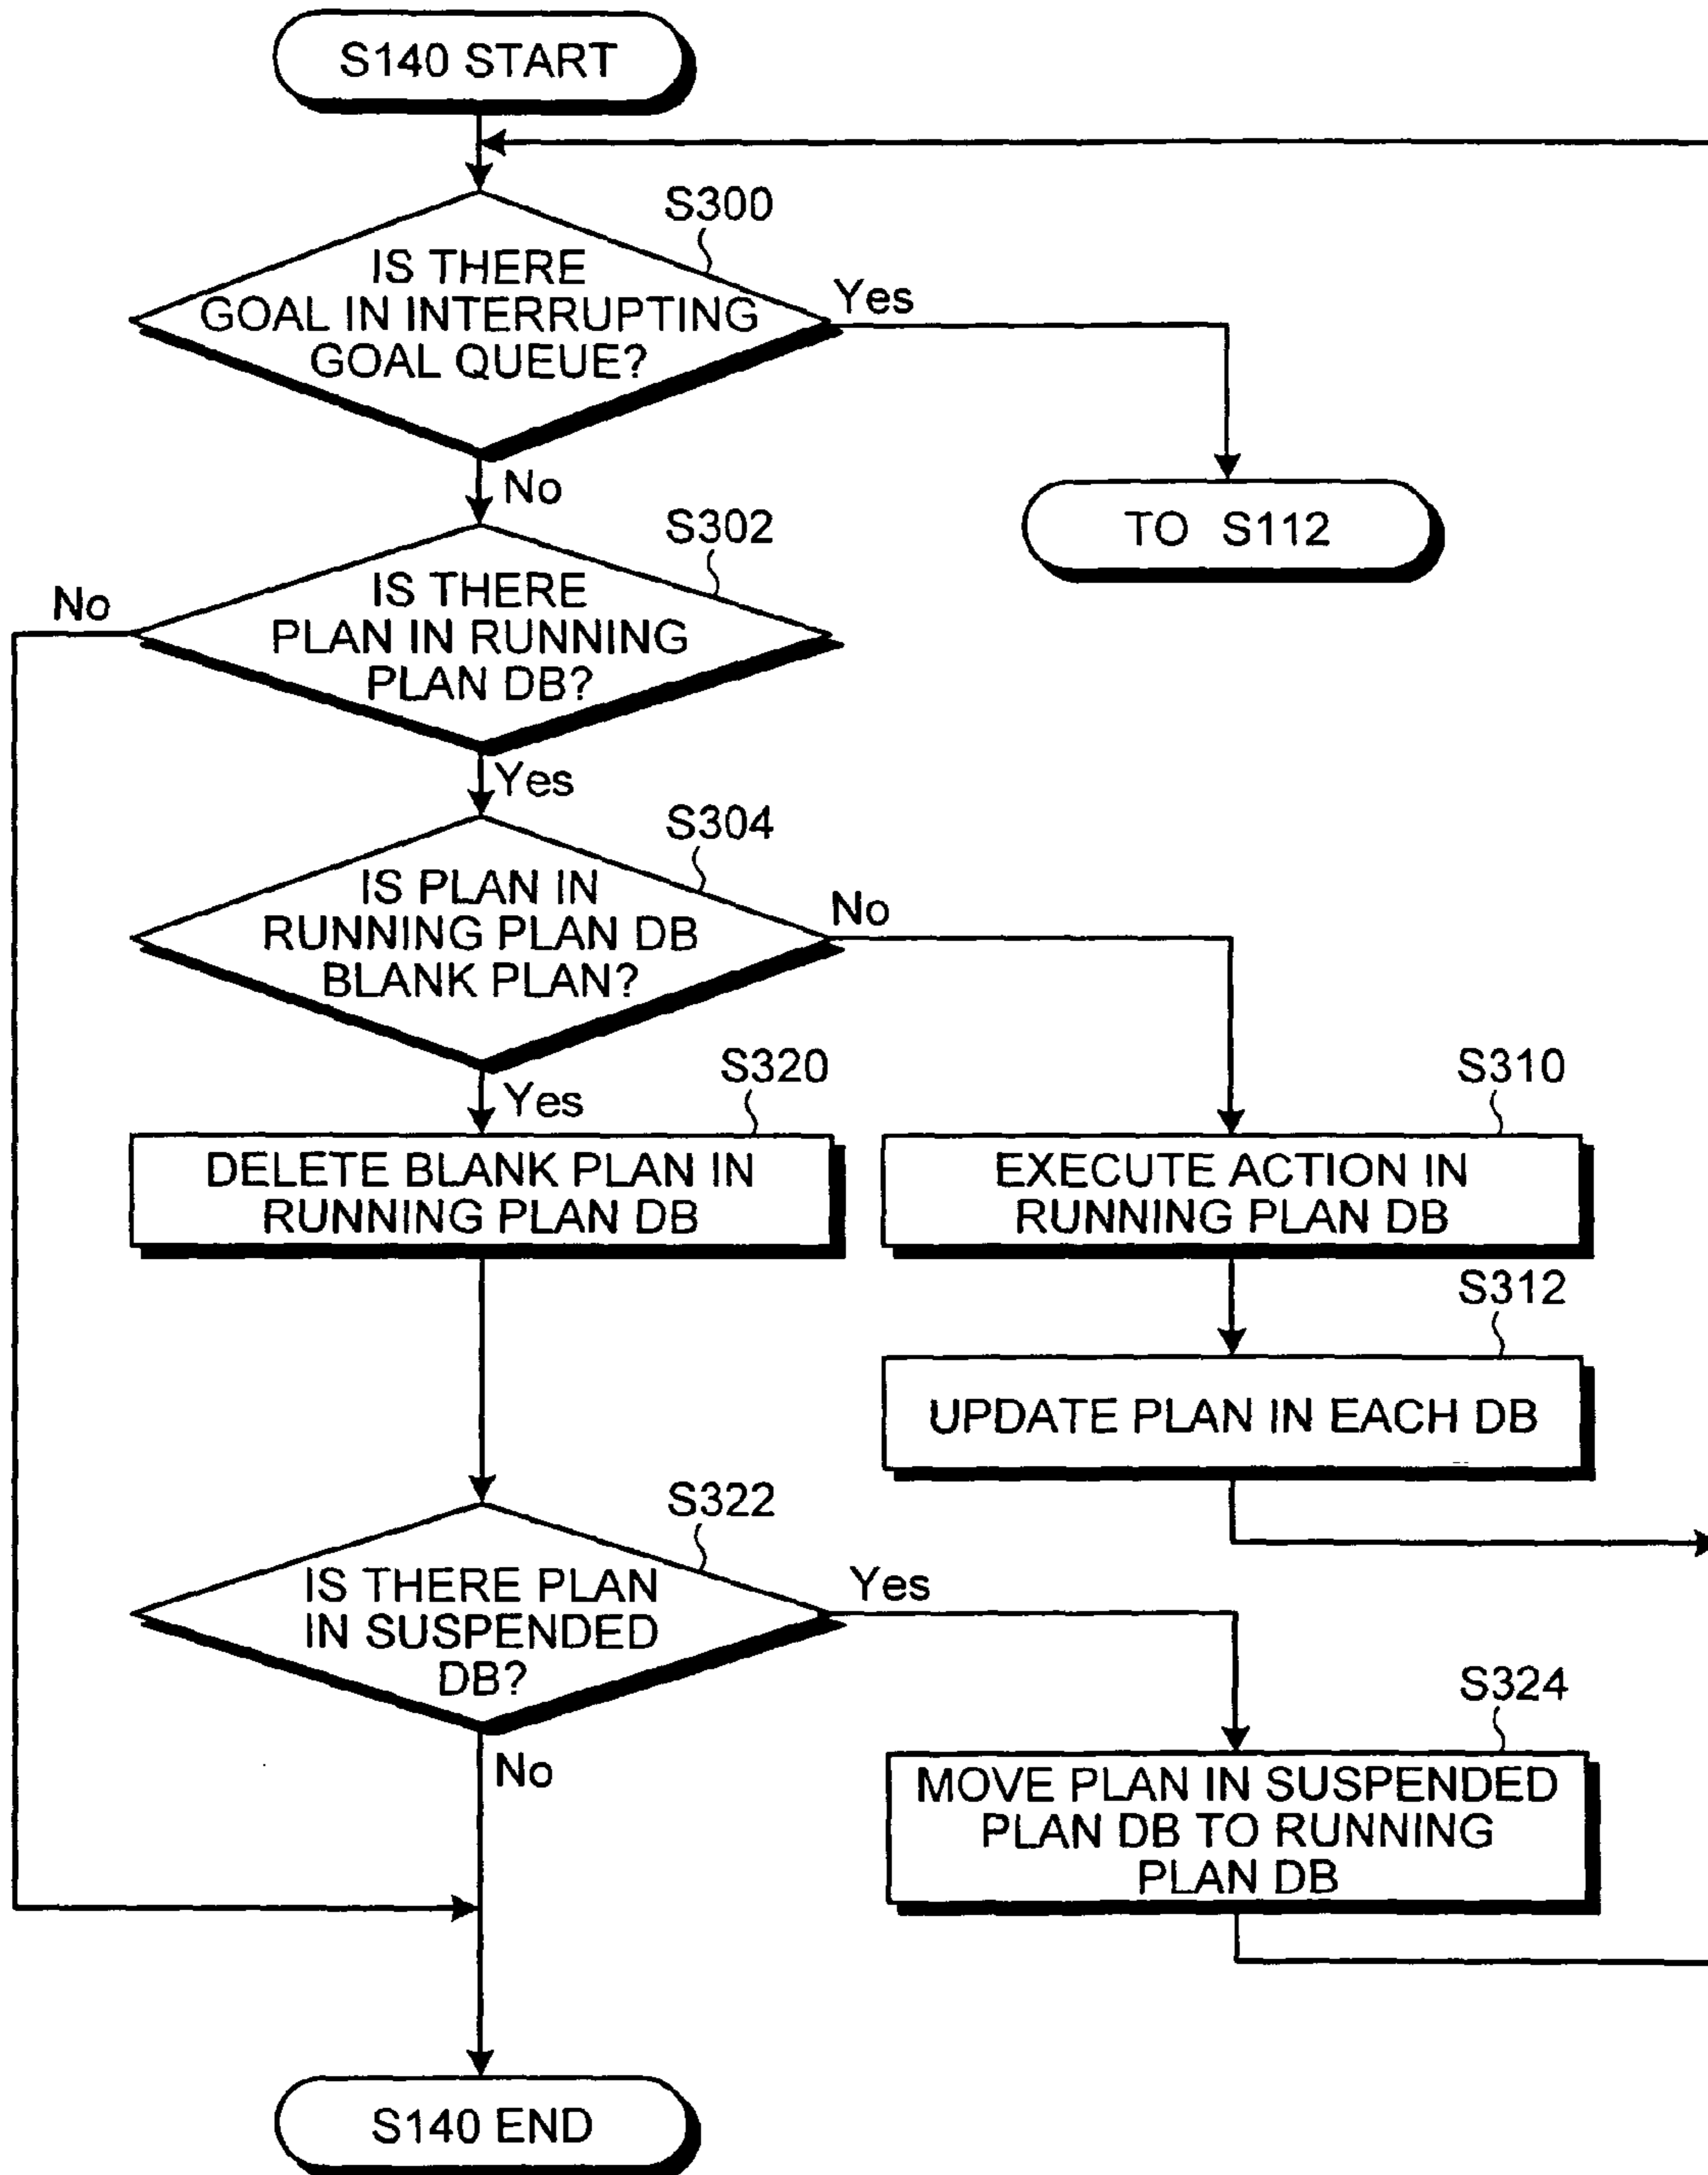 S140 START
S300
IS THERE
GOAL IN INTERRUPTING
GOAL QUEUE?
Yes
No
TO S112
S302
IS THERE
PLAN IN RUNNING
PLAN DB?
No
Yes
S304
IS PLAN IN
RUNNING PLAN DB
BLANK PLAN?
No
Yes
S320
DELETE BLANK PLAN IN
RUNNING PLAN DB
S310
EXECUTE ACTION IN
RUNNING PLAN DB
S312
UPDATE PLAN IN EACH DB
S322
IS THERE PLAN
IN SUSPENDED
DB?
Yes
No
S324
MOVE PLAN IN SUSPENDED
PLAN DB TO RUNNING
PLAN DB
S140 END